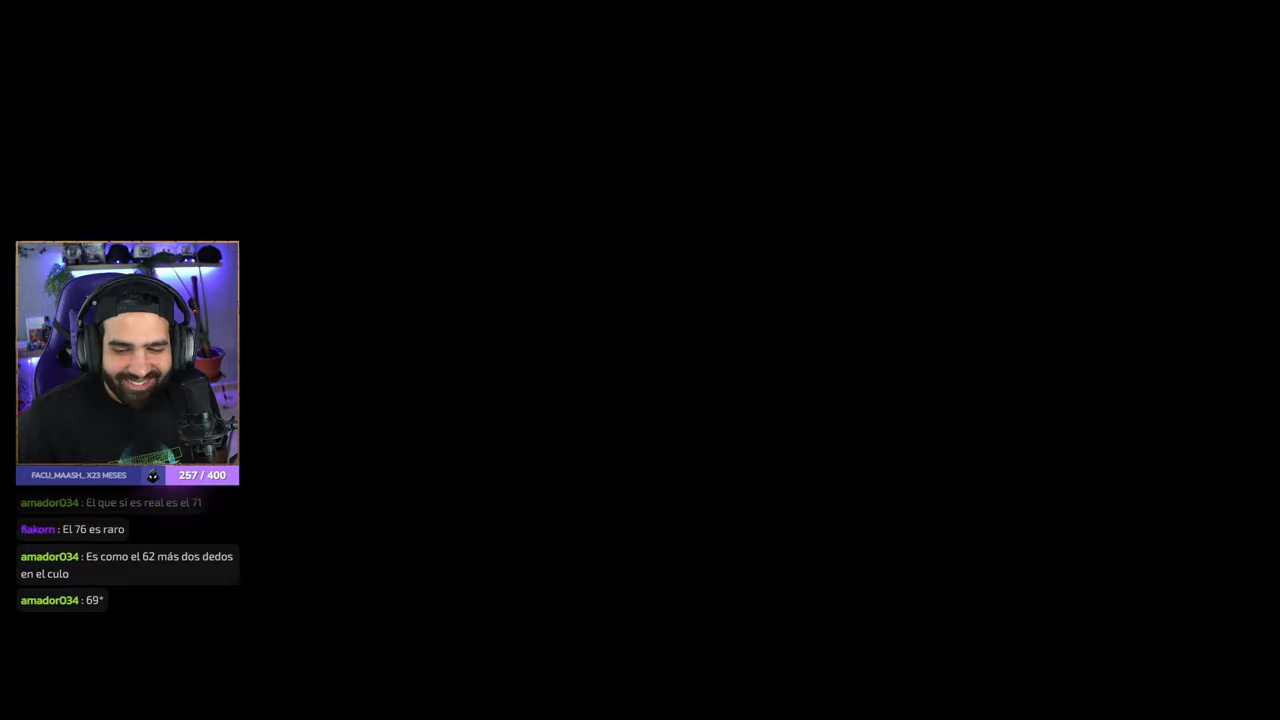 FACU_MAASH_ X23 MESES
257 / 400
amador034 : El que si es real es el 71
fiakorn : El 76 es raro
amador034 : Es como el 62 más dos dedos
en el culo
amador034 : 69*